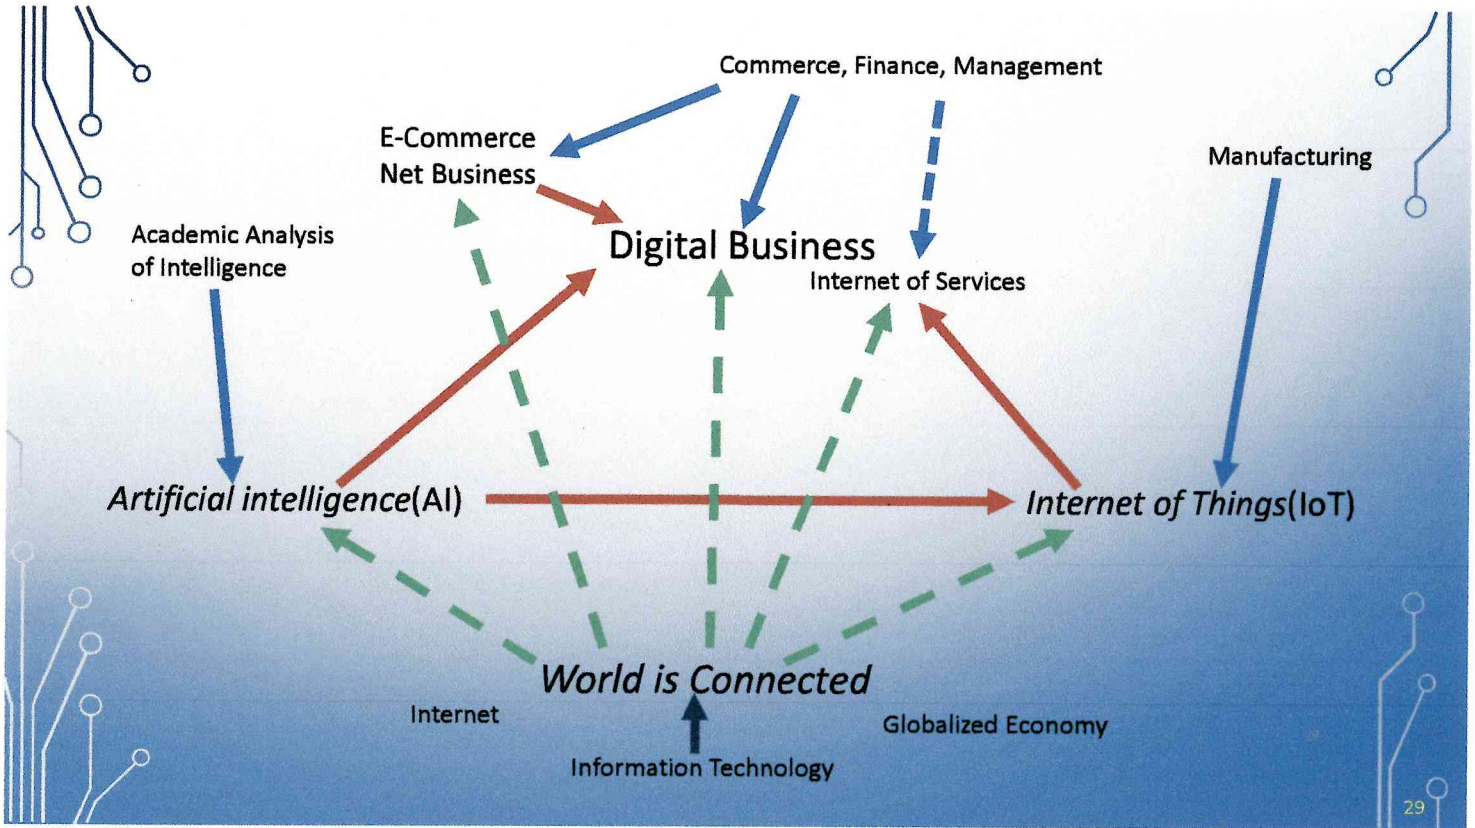 Commerce, Finance, Management
E-Commerce
Net Business
Manufacturing
Academic Analysis
of Intelligence
Digital Business
Internet of Services
Artificial intelligence(AI)
Internet of Things(IoT)
World is Connected
Internet
Globalized Economy
Information Technology
29